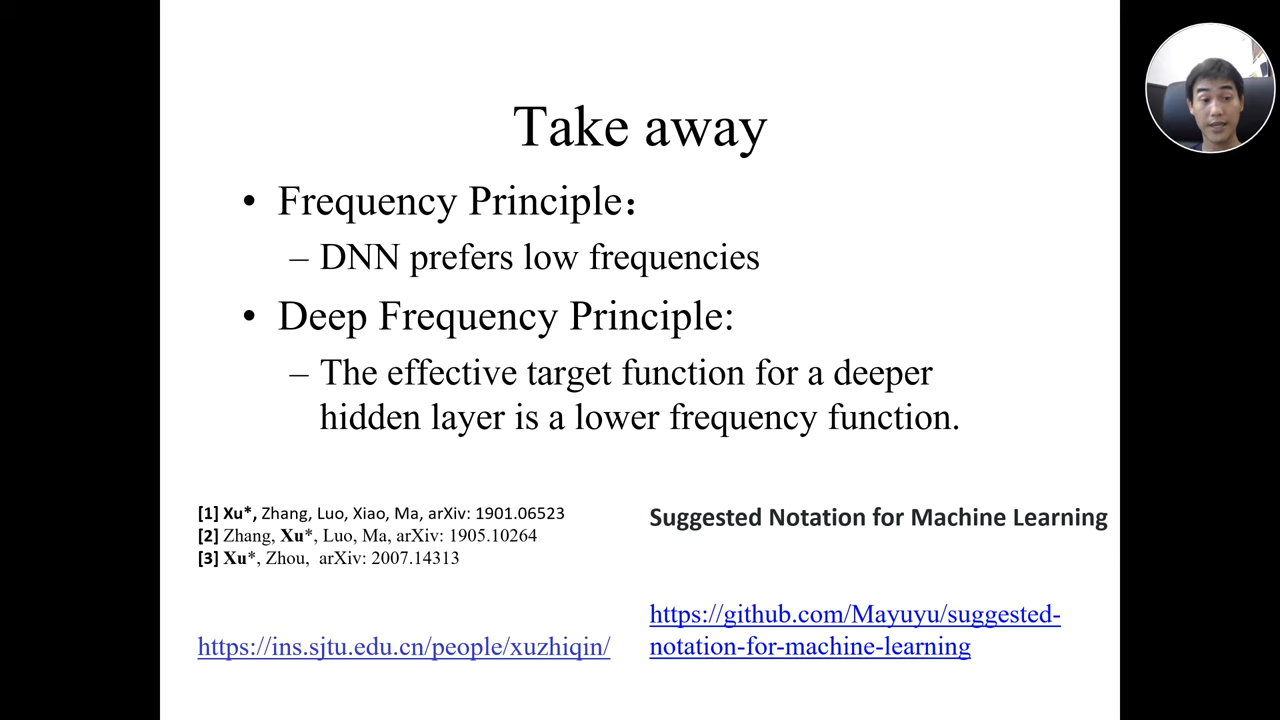 Take away
• Frequency Principle：
– DNN prefers low frequencies
• Deep Frequency Principle:
– The effective target function for a deeper
hidden layer is a lower frequency function.
[1] Xu*, Zhang, Luo, Xiao, Ma, arXiv: 1901.06523
[2] Zhang, Xu*, Luo, Ma, arXiv: 1905.10264
[3] Xu*, Zhou, arXiv: 2007.14313
https://ins.sjtu.edu.cn/people/xuzhiqin/
Suggested Notation for Machine Learning
https://github.com/Mayuyu/suggested-
notation-for-machine-learning